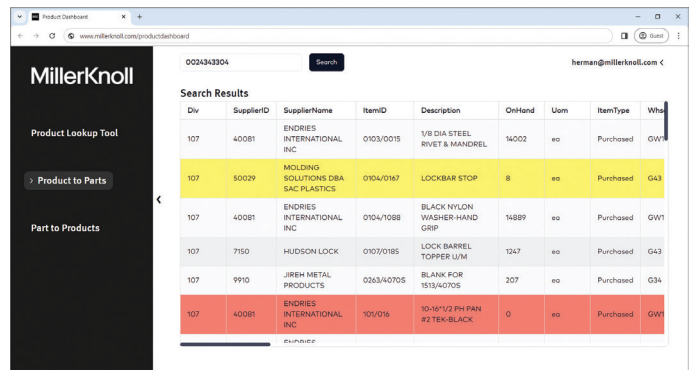 Product Dashboard
www.millerknoll.com/productdashboard
Guest
MillerKnoll
Product Lookup Tool
> Product to Parts
Part to Products
0024343304 Search herman@millerknoll.com <
Search Results
Div SupplierID SupplierName ItemID Description OnHand Uom ItemType Whse
107 40081 ENDRIES INTERNATIONAL INC 0103/0015 1/8 DIA STEEL RIVET & MANDREL 14002 ea Purchased GW1
107 50029 MOLDING SOLUTIONS DBA SAC PLASTICS 0104/0167 LOCKBAR STOP 8 ea Purchased G43
107 40081 ENDRIES INTERNATIONAL INC 0104/1088 BLACK NYLON WASHER-HAND GRIP 14889 ea Purchased GW1
107 7150 HUDSON LOCK 0107/0185 LOCK BARREL TOPPER U/M 1247 ea Purchased G43
107 9910 JIREH METAL PRODUCTS 0263/4070S BLANK FOR 1513/4070S 207 ea Purchased G34
107 40081 ENDRIES INTERNATIONAL INC 101/016 10-16*1/2 PH PAN #2 TEK-BLACK 0 ea Purchased GW1
ENDRIES